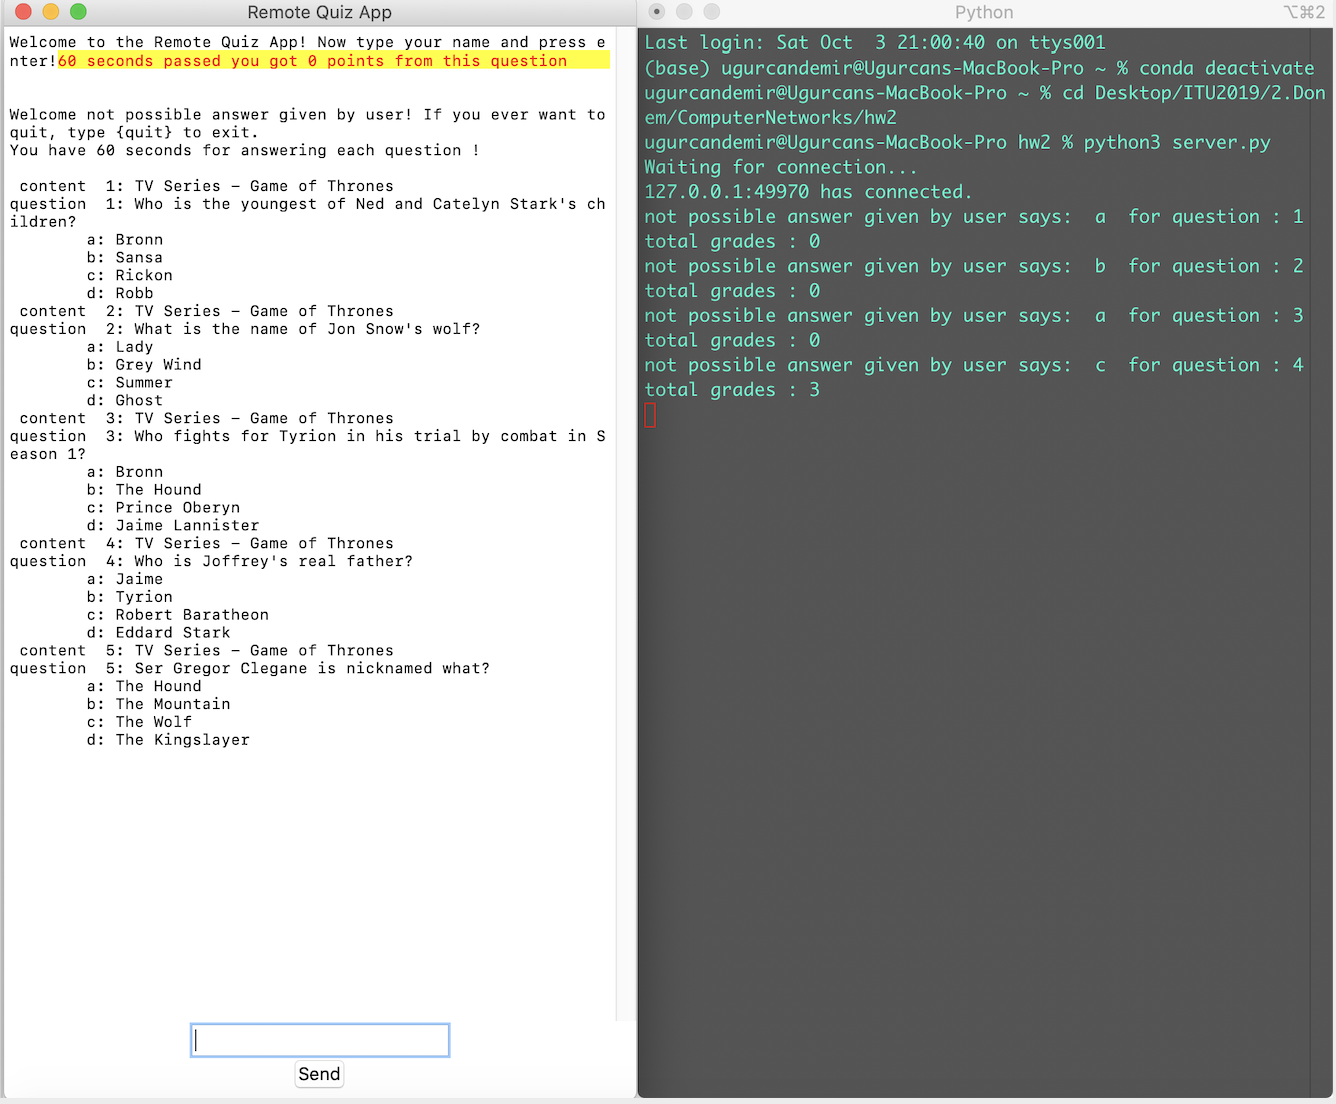 Remote Quiz App
Welcome to the Remote Quiz App! Now type your name and press e
nter!60 seconds passed you got 0 points from this question
Welcome not possible answer given by user! If you ever want to
quit, type {quit} to exit.
You have 60 seconds for answering each question !
content  1: TV Series – Game of Thrones
question  1: Who is the youngest of Ned and Catelyn Stark's ch
ildren?
a: Bronn
b: Sansa
c: Rickon
d: Robb
content  2: TV Series – Game of Thrones
question  2: What is the name of Jon Snow's wolf?
a: Lady
b: Grey Wind
c: Summer
d: Ghost
content  3: TV Series – Game of Thrones
question  3: Who fights for Tyrion in his trial by combat in S
eason 1?
a: Bronn
b: The Hound
c: Prince Oberyn
d: Jaime Lannister
content  4: TV Series – Game of Thrones
question  4: Who is Joffrey's real father?
a: Jaime
b: Tyrion
c: Robert Baratheon
d: Eddard Stark
content  5: TV Series – Game of Thrones
question  5: Ser Gregor Clegane is nicknamed what?
a: The Hound
b: The Mountain
c: The Wolf
d: The Kingslayer
Send
Python
⌥⌘2
Last login: Sat Oct  3 21:00:40 on ttys001
(base) ugurcandemir@Ugurcans-MacBook-Pro ~ % conda deactivate
ugurcandemir@Ugurcans-MacBook-Pro ~ % cd Desktop/ITU2019/2.Don
em/ComputerNetworks/hw2
ugurcandemir@Ugurcans-MacBook-Pro hw2 % python3 server.py
Waiting for connection...
127.0.0.1:49970 has connected.
not possible answer given by user says:  a  for question : 1
total grades : 0
not possible answer given by user says:  b  for question : 2
total grades : 0
not possible answer given by user says:  a  for question : 3
total grades : 0
not possible answer given by user says:  c  for question : 4
total grades : 3